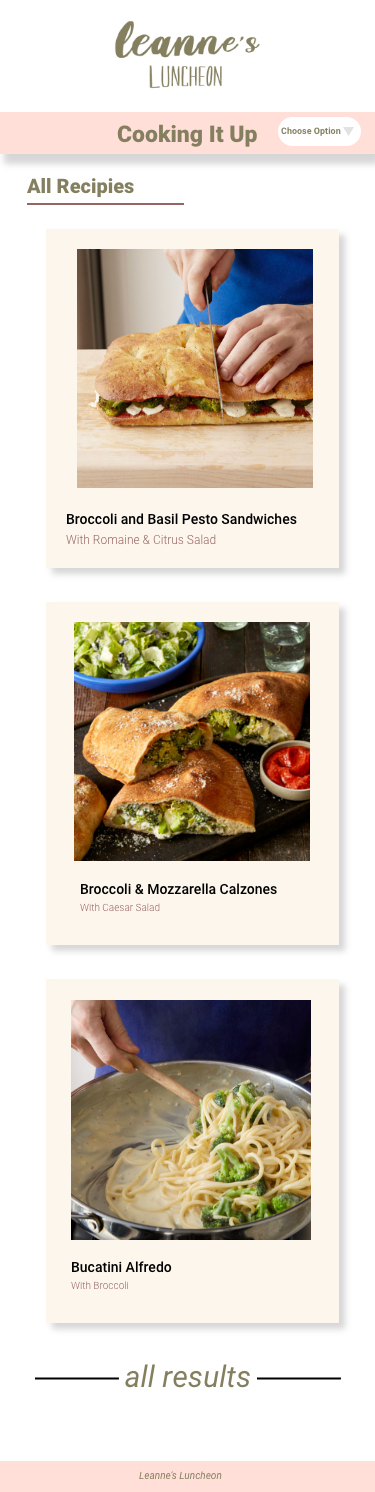 leanne's
LUNCHEON
Cooking It Up
Choose Option
All Recipies
Broccoli and Basil Pesto Sandwiches
With Romaine & Citrus Salad
Broccoli & Mozzarella Calzones
With Caesar Salad
Bucatini Alfredo
With Broccoli
all results
Leanne's Luncheon